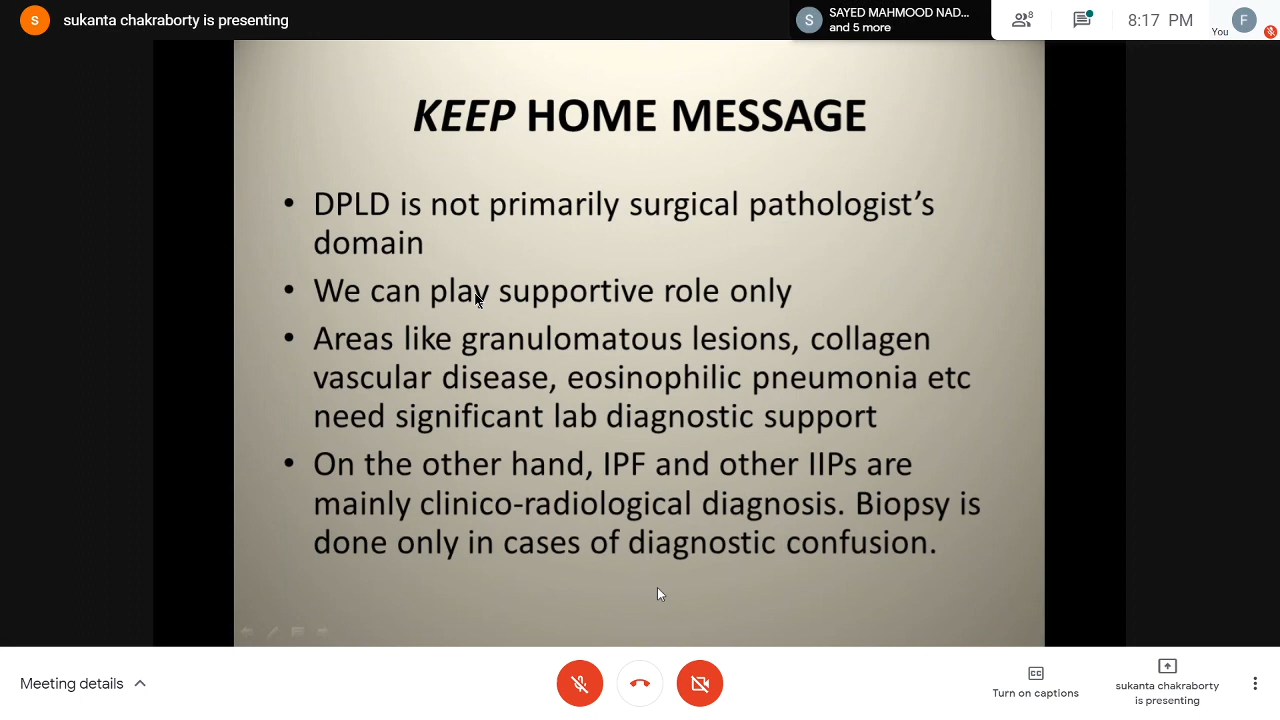 S sukanta chakraborty is presenting
S SAYED MAHMOOD NAD...
and 5 more
8
8:17 PM
You
F
KEEP HOME MESSAGE
• DPLD is not primarily surgical pathologist's
domain
• We can play supportive role only
• Areas like granulomatous lesions, collagen
vascular disease, eosinophilic pneumonia etc
need significant lab diagnostic support
• On the other hand, IPF and other IIPs are
mainly clinico-radiological diagnosis. Biopsy is
done only in cases of diagnostic confusion.
Meeting details
CC
Turn on captions
sukanta chakraborty
is presenting